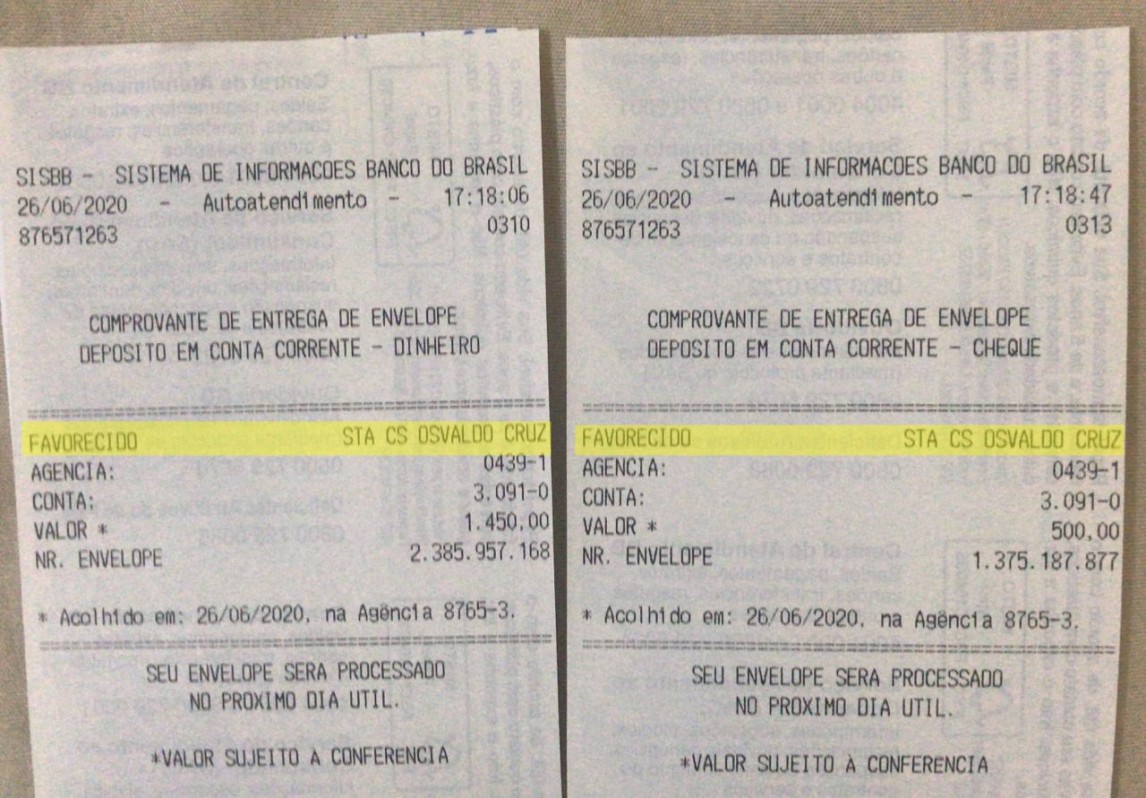 SISBB - SISTEMA DE INFORMACOES BANCO DO BRASIL
26/06/2020 - Autoatendimento - 17:18:06
876571263 0310
COMPROVANTE DE ENTREGA DE ENVELOPE
DEPOSITO EM CONTA CORRENTE - DINHEIRO
FAVORECIDO STA CS OSVALDO CRUZ
AGENCIA: 0439-1
CONTA: 3.091-0
VALOR * 1.450,00
NR. ENVELOPE 2.385.957.168
* Acolhido em: 26/06/2020, na Agência 8765-3.
SEU ENVELOPE SERA PROCESSADO
NO PROXIMO DIA UTIL.
*VALOR SUJEITO À CONFERENCIA
SISBB - SISTEMA DE INFORMACOES BANCO DO BRASIL
26/06/2020 - Autoatendimento - 17:18:47
876571263 0313
COMPROVANTE DE ENTREGA DE ENVELOPE
DEPOSITO EM CONTA CORRENTE - CHEQUE
FAVORECIDO STA CS OSVALDO CRUZ
AGENCIA: 0439-1
CONTA: 3.091-0
VALOR * 500,00
NR. ENVELOPE 1.375.187.877
* Acolhido em: 26/06/2020, na Agência 8765-3.
SEU ENVELOPE SERA PROCESSADO
NO PROXIMO DIA UTIL.
*VALOR SUJEITO À CONFERENCIA